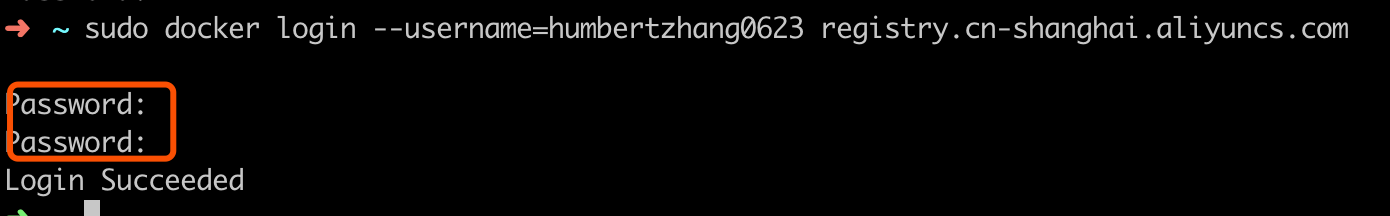 ➜ ~ sudo docker login --username=humbertzhang0623 registry.cn-shanghai.aliyuncs.com
Password:
Password:
Login Succeeded